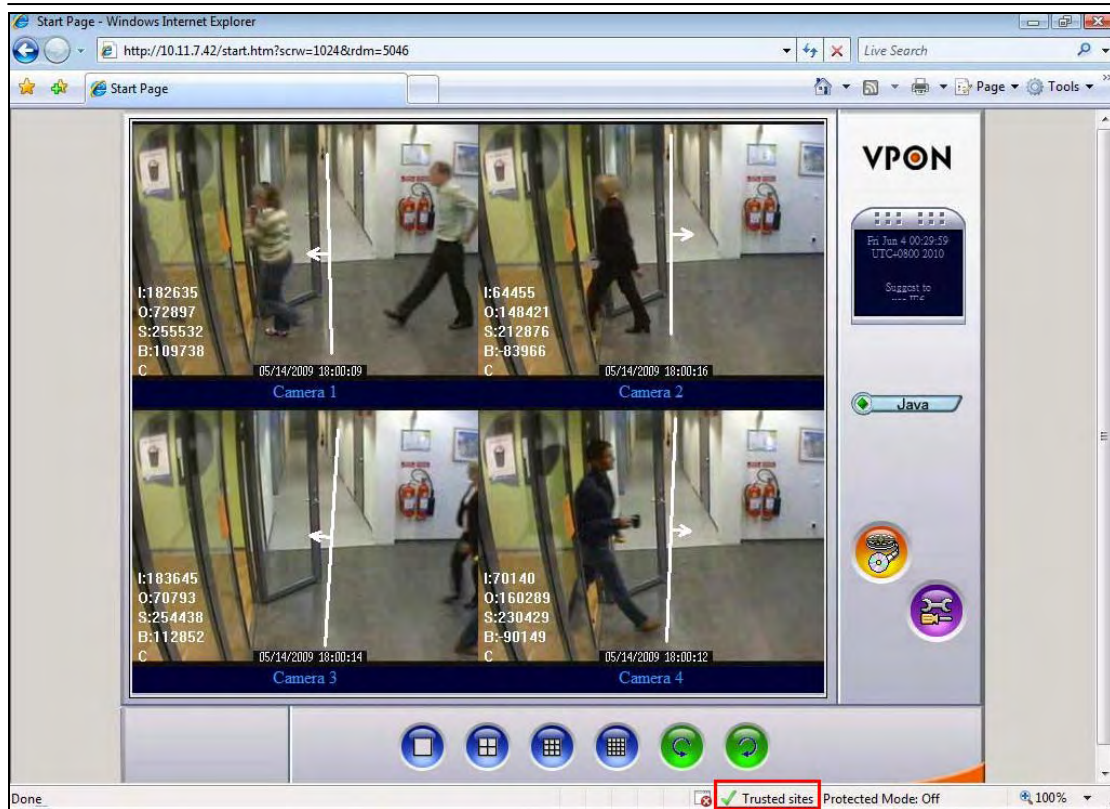 Start Page - Windows Internet Explorer
http://10.11.7.42/start.htm?scrw=1024&rdm=5046
Live Search
Start Page
Page
Tools
VPON
Fri Jun 4 00:29:59
UTC+0800 2010
Suggest to
Java
I:182635
O:72897
S:255532
B:109738
C
05/14/2009 18:00:09
Camera 1
I:64455
O:148421
S:212876
B:-83966
C
05/14/2009 18:00:16
Camera 2
I:183645
O:70793
S:254438
B:112852
C
05/14/2009 18:00:14
Camera 3
I:70140
O:160289
S:230429
B:-90149
C
05/14/2009 18:00:12
Camera 4
Done
Trusted sites
Protected Mode: Off
100%